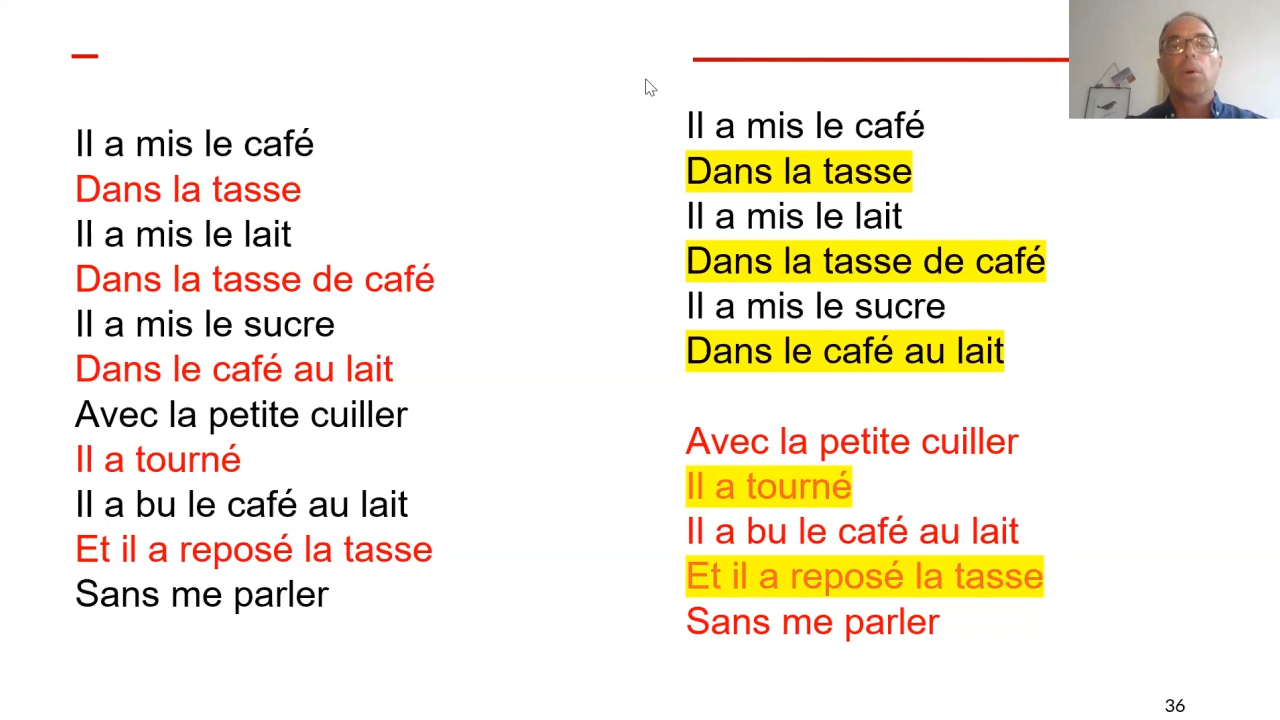 Il a mis le café
Dans la tasse
Il a mis le lait
Dans la tasse de café
Il a mis le sucre
Dans le café au lait
Avec la petite cuiller
Il a tourné
Il a bu le café au lait
Et il a reposé la tasse
Sans me parler
Il a mis le café
Dans la tasse
Il a mis le lait
Dans la tasse de café
Il a mis le sucre
Dans le café au lait
Avec la petite cuiller
Il a tourné
Il a bu le café au lait
Et il a reposé la tasse
Sans me parler
36